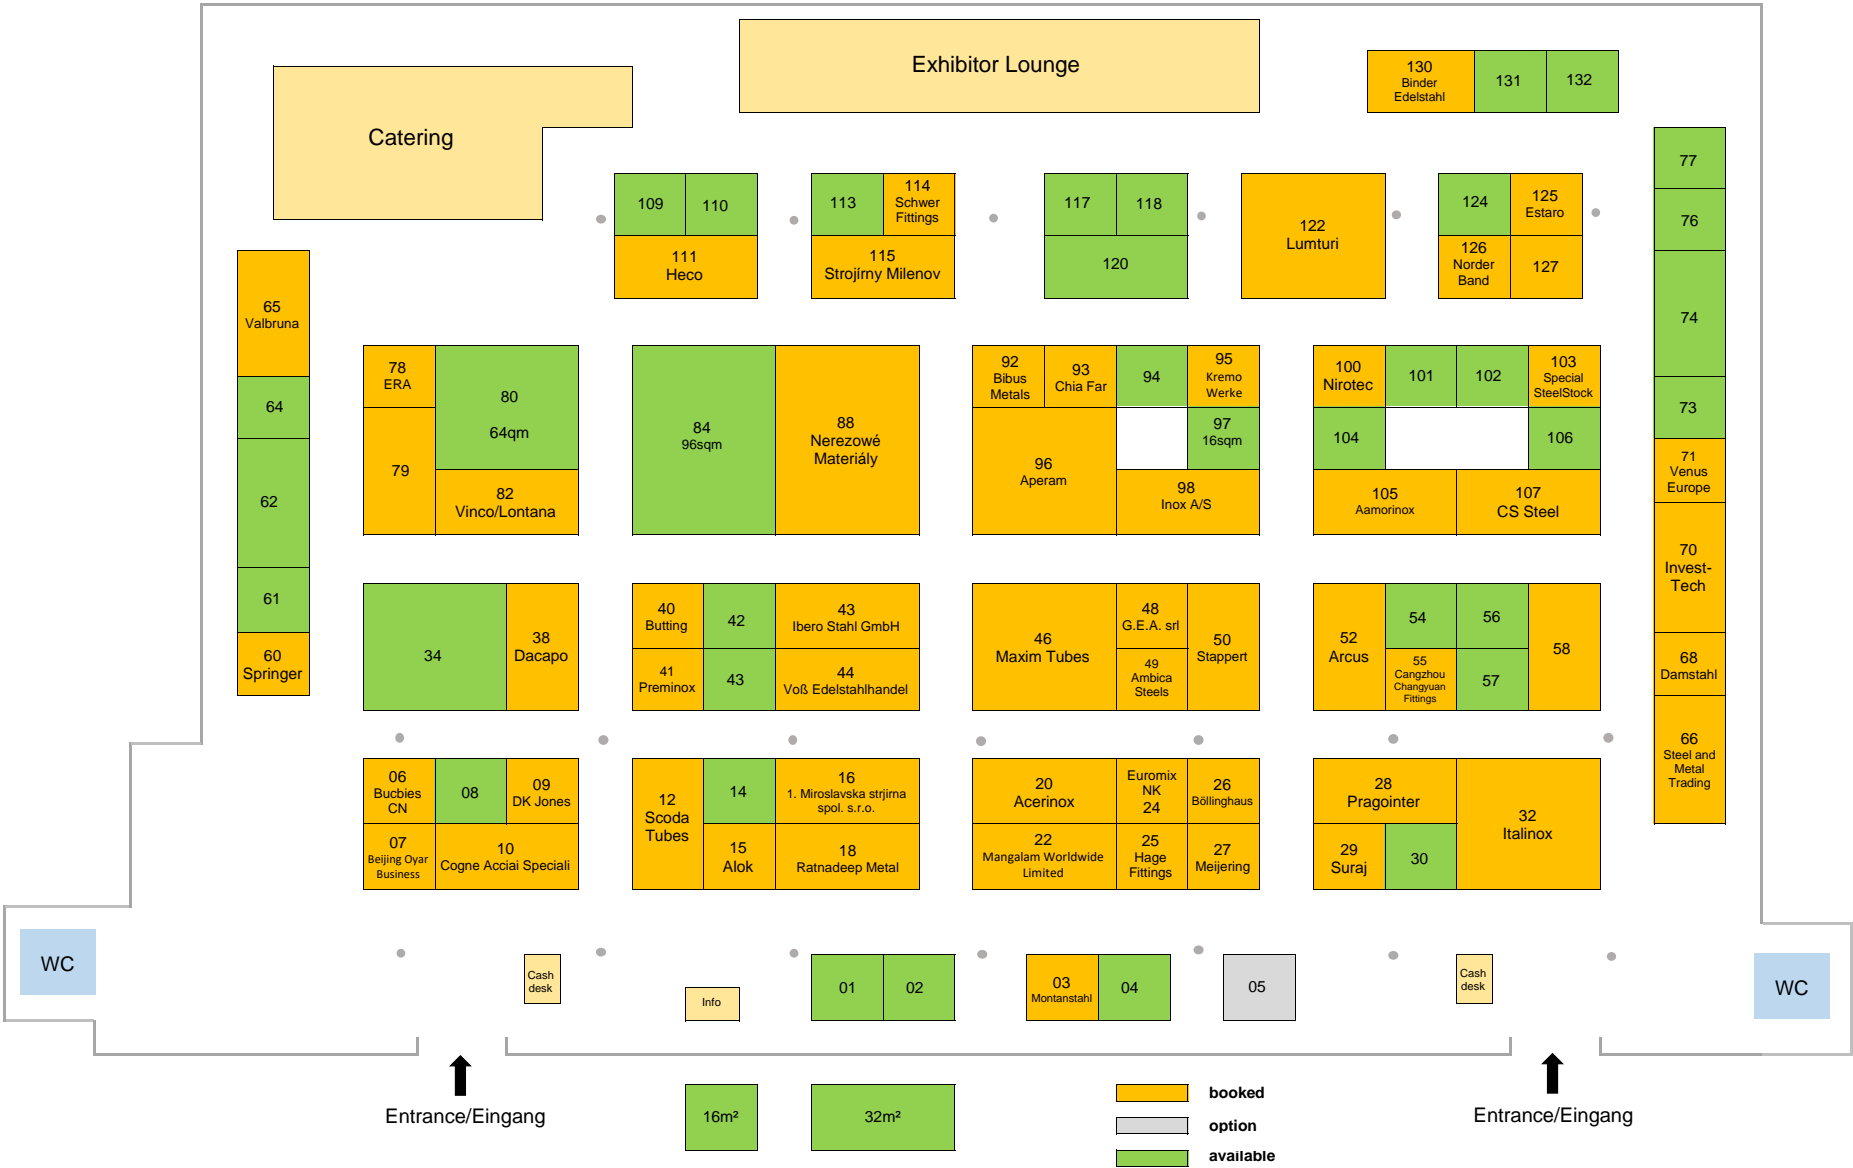 Exhibitor Lounge
130
Binder
Edelstahl
131
132
Catering
77
76
74
73
71
Venus
Europe
70
Invest-
Tech
68
Damstahl
66
Steel and
Metal
Trading
109
110
111
Heco
113
114
Schwer
Fittings
115
Strojírny Milenov
117
118
120
122
Lumturi
124
125
Estaro
126
Norder
Band
127
65
Valbruna
64
62
61
60
Springer
78
ERA
79
80
64qm
82
Vinco/Lontana
84
96sqm
88
Nerezowé
Materiály
92
Bibus
Metals
93
Chia Far
94
95
Kremo
Werke
96
Aperam
97
16sqm
98
Inox A/S
100
Nirotec
101
102
103
Special
SteelStock
104
106
105
Aamorinox
107
CS Steel
34
38
Dacapo
40
Butting
42
43
Ibero Stahl GmbH
41
Preminox
43
44
Voß Edelstahlhandel
46
Maxim Tubes
48
G.E.A. srl
49
Ambica
Steels
50
Stappert
52
Arcus
54
56
55
Cangzhou
Changyuan
Fittings
57
58
06
Bucbies
CN
08
09
DK Jones
07
Beijing Oyar
Business
10
Cogne Acciai Speciali
12
Scoda
Tubes
14
16
1. Miroslavska strjirna
spol. s.r.o.
15
Alok
18
Ratnadeep Metal
20
Acerinox
Euromix
NK
24
26
Böllinghaus
22
Mangalam Worldwide
Limited
25
Hage
Fittings
27
Meijering
28
Pragointer
29
Suraj
30
32
Italinox
WC
Cash
desk
Info
01
02
03
Montanstahl
04
05
Cash
desk
WC
Entrance/Eingang
16m²
32m²
booked
option
available
Entrance/Eingang